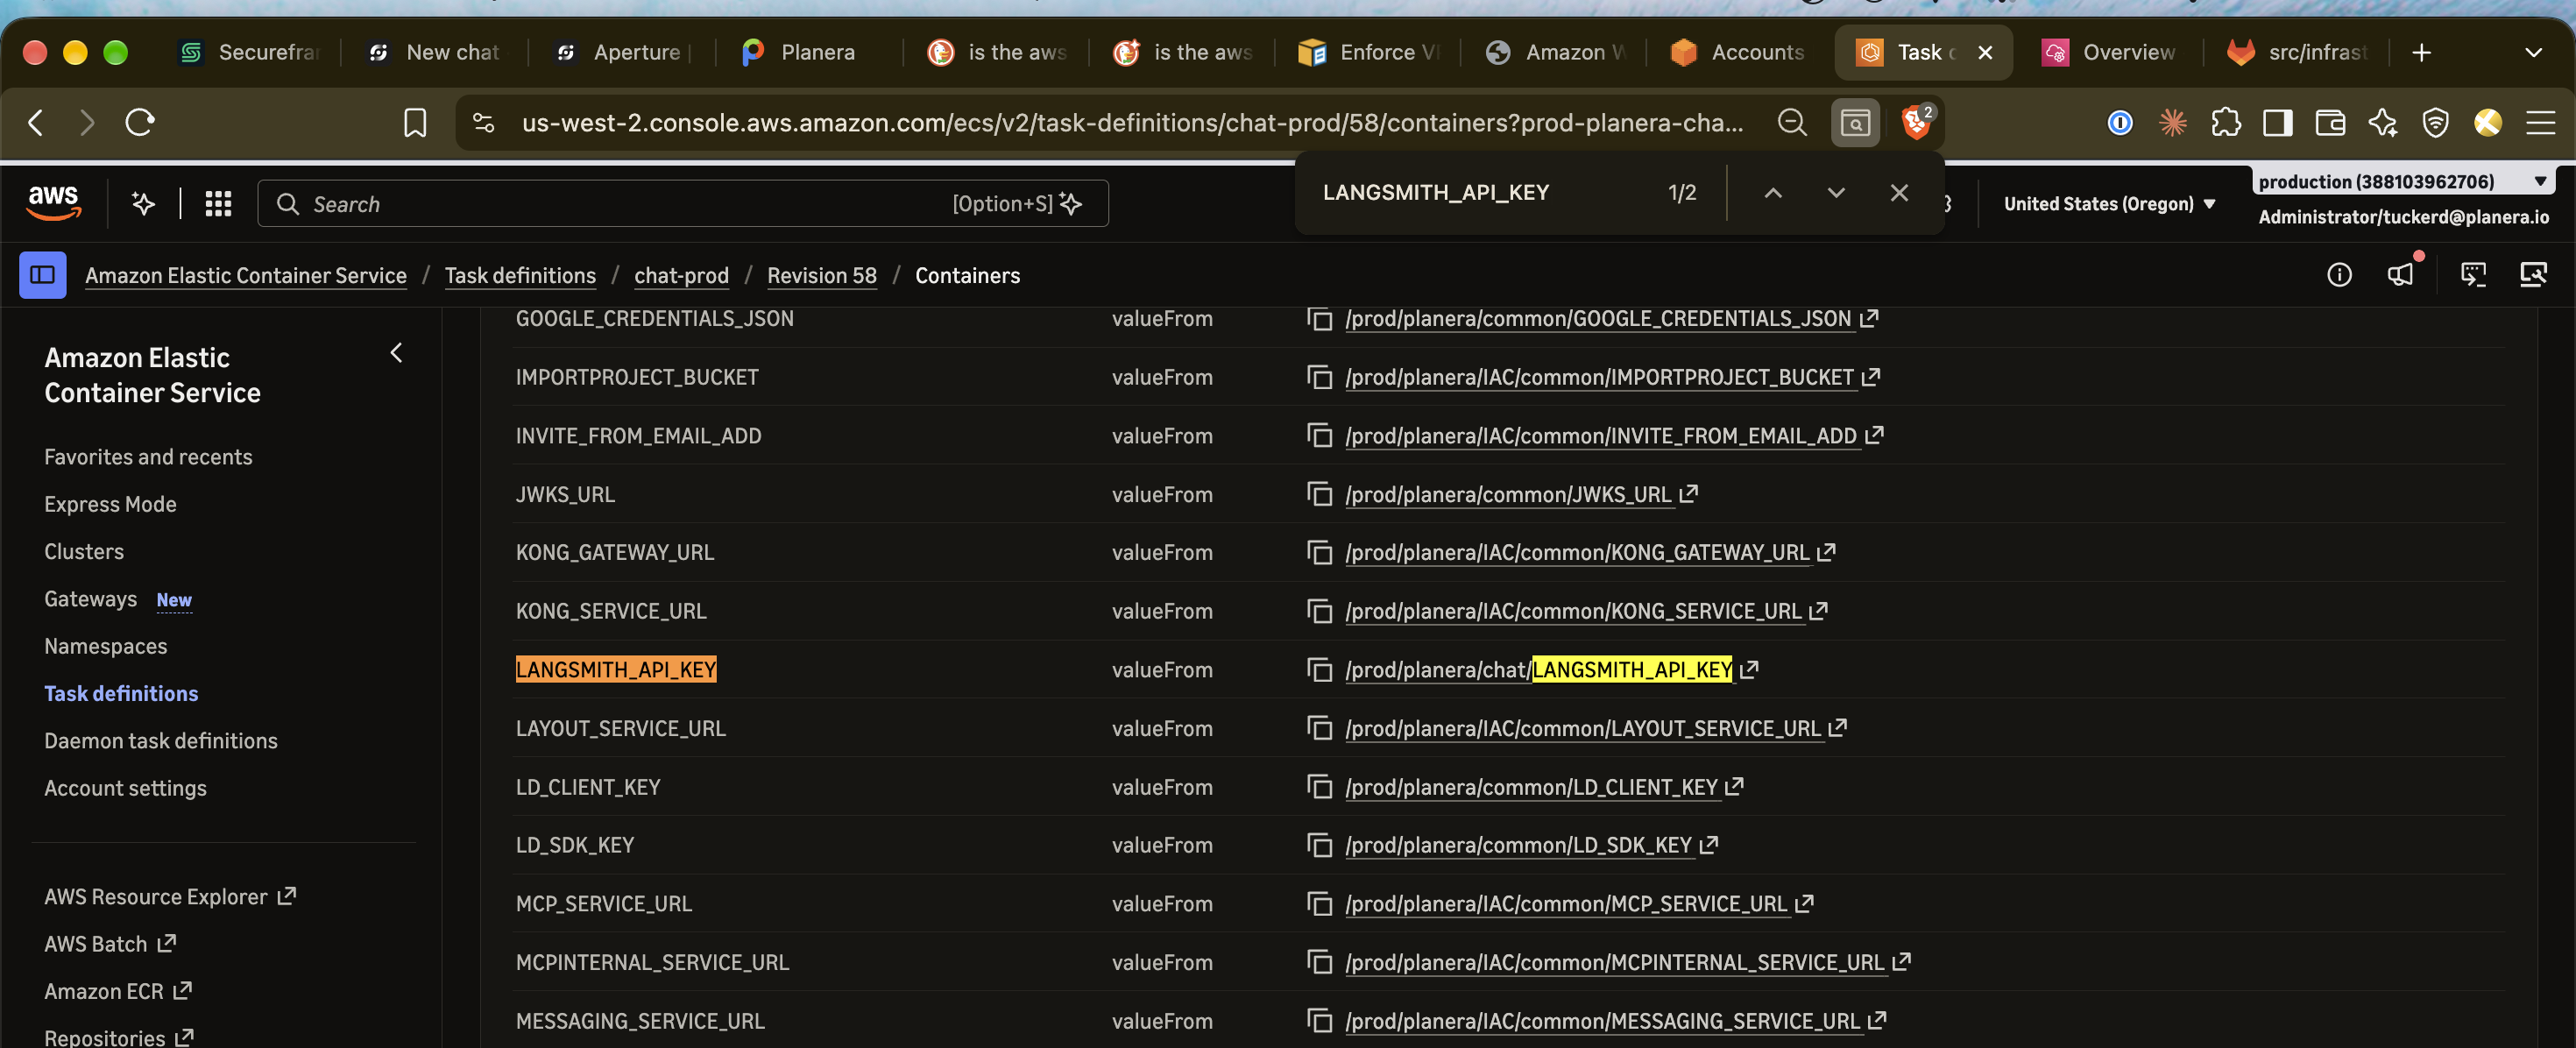 Securefra
New chat
Aperture
Planera
is the aws
is the aws
Enforce
Amazon
Accounts
Task
Overview
src/infrast
us-west-2.console.aws.amazon.com/ecs/v2/task-definitions/chat-prod/58/containers?prod-planera-cha...
2
LANGSMITH_API_KEY 1/2
aws
Search [Option+S]
United States (Oregon)
production (388103962706)
Administrator/tuckerd@planera.io
Amazon Elastic Container Service / Task definitions / chat-prod / Revision 58 / Containers
Amazon Elastic
Container Service
Favorites and recents
Express Mode
Clusters
Gateways New
Namespaces
Task definitions
Daemon task definitions
Account settings
AWS Resource Explorer
AWS Batch
Amazon ECR
Repositories
GOOGLE_CREDENTIALS_JSON valueFrom /prod/planera/common/GOOGLE_CREDENTIALS_JSON
IMPORTPROJECT_BUCKET valueFrom /prod/planera/IAC/common/IMPORTPROJECT_BUCKET
INVITE_FROM_EMAIL_ADD valueFrom /prod/planera/IAC/common/INVITE_FROM_EMAIL_ADD
JWKS_URL valueFrom /prod/planera/common/JWKS_URL
KONG_GATEWAY_URL valueFrom /prod/planera/IAC/common/KONG_GATEWAY_URL
KONG_SERVICE_URL valueFrom /prod/planera/IAC/common/KONG_SERVICE_URL
LANGSMITH_API_KEY valueFrom /prod/planera/chat/LANGSMITH_API_KEY
LAYOUT_SERVICE_URL valueFrom /prod/planera/IAC/common/LAYOUT_SERVICE_URL
LD_CLIENT_KEY valueFrom /prod/planera/common/LD_CLIENT_KEY
LD_SDK_KEY valueFrom /prod/planera/common/LD_SDK_KEY
MCP_SERVICE_URL valueFrom /prod/planera/IAC/common/MCP_SERVICE_URL
MCPINTERNAL_SERVICE_URL valueFrom /prod/planera/IAC/common/MCPINTERNAL_SERVICE_URL
MESSAGING_SERVICE_URL valueFrom /prod/planera/IAC/common/MESSAGING_SERVICE_URL